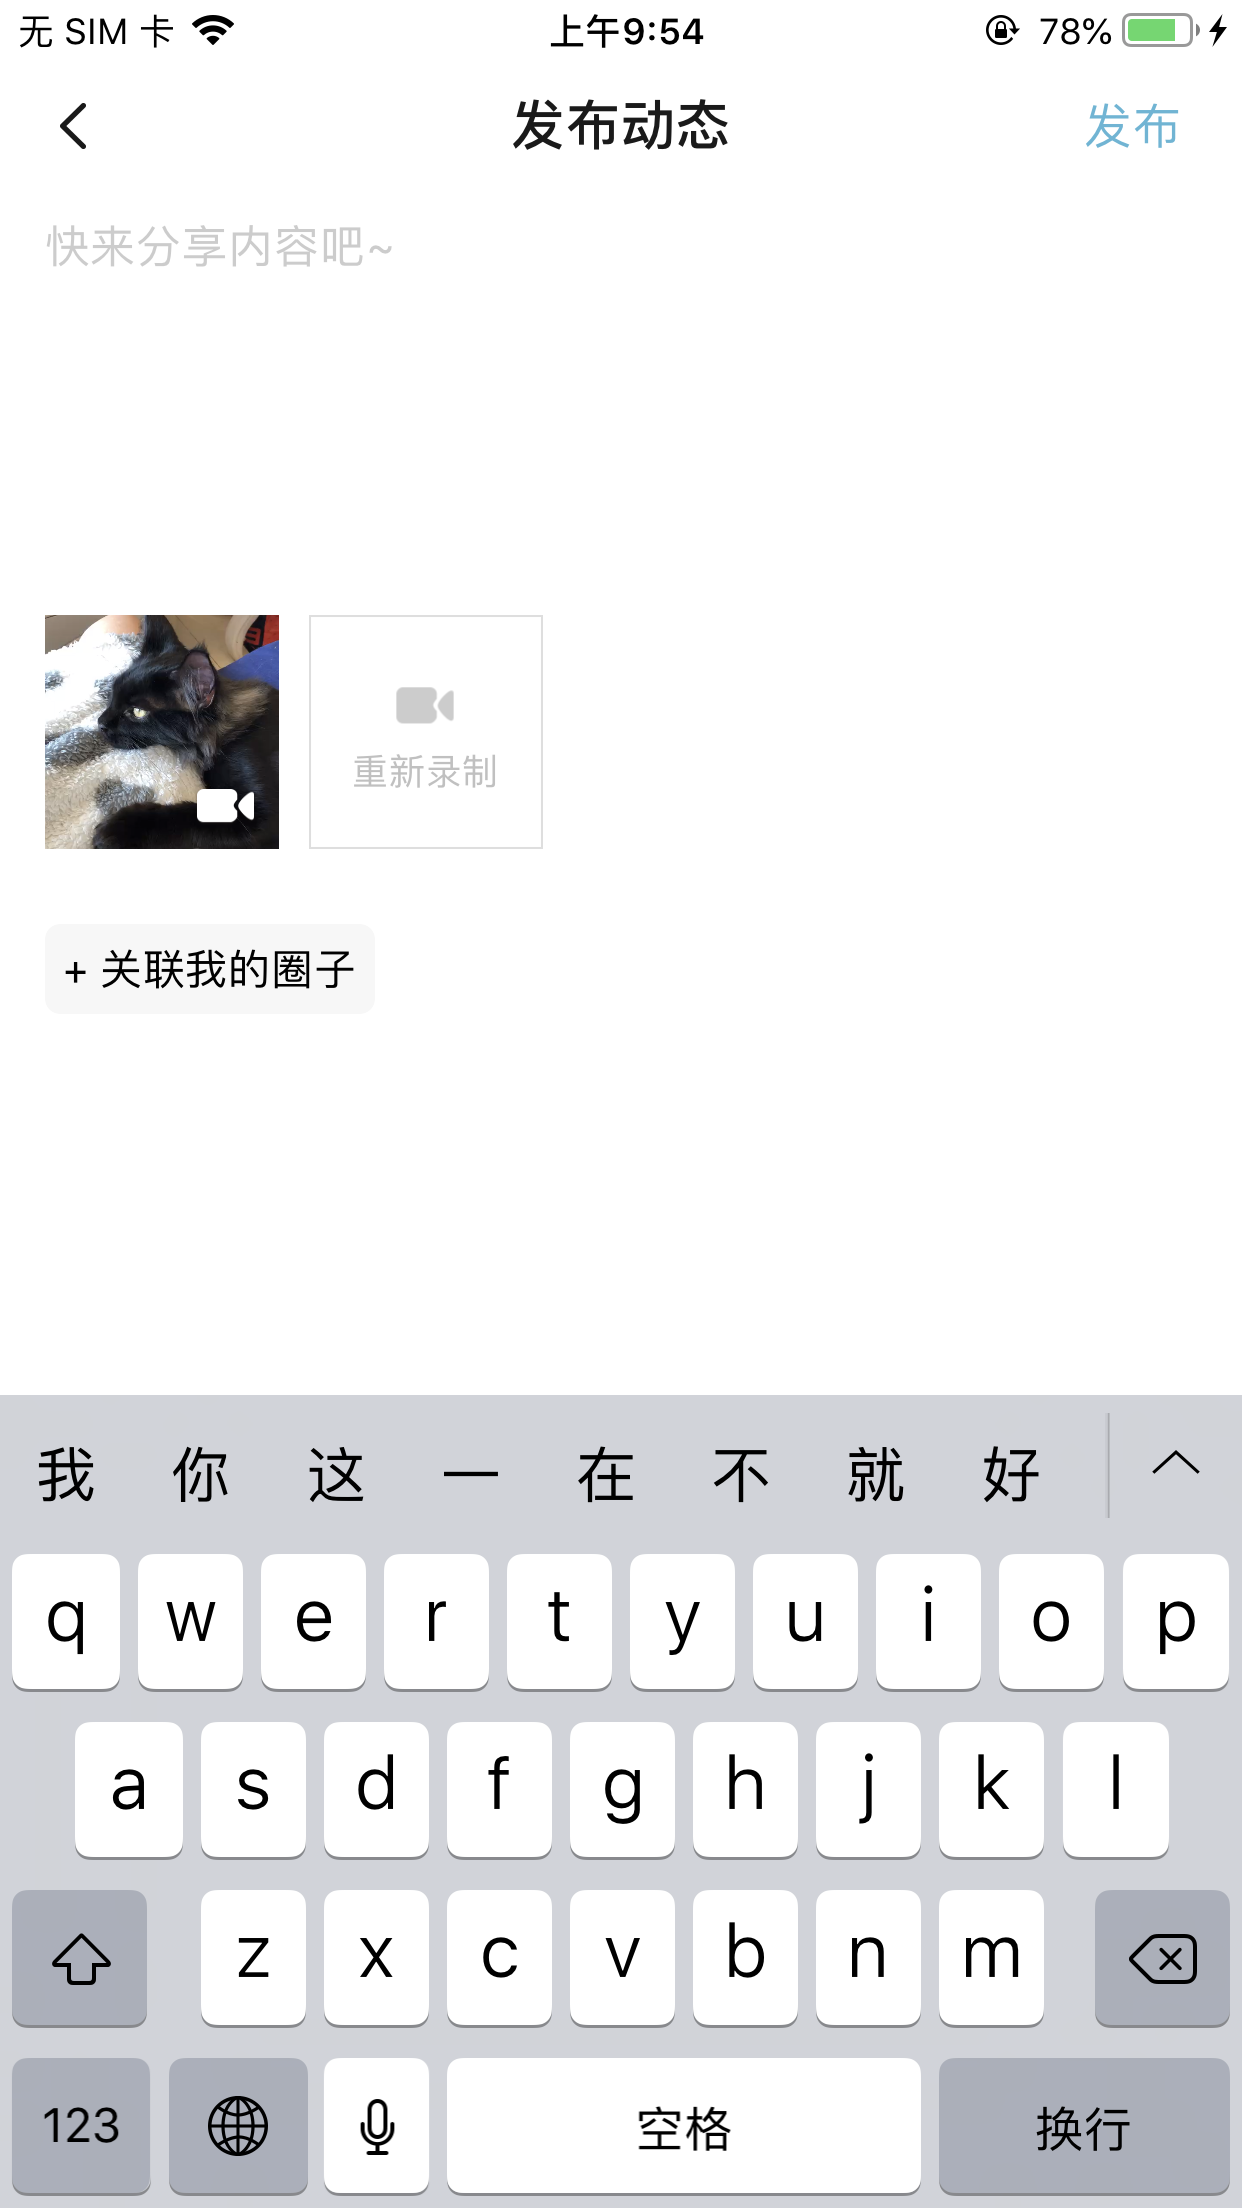 无 SIM 卡
上午9:54
78%
发布动态
发布
快来分享内容吧~
重新录制
+ 关联我的圈子
我 你 这 一 在 不 就 好
q w e r t y u i o p
a s d f g h j k l
z x c v b n m
123
空格
换行